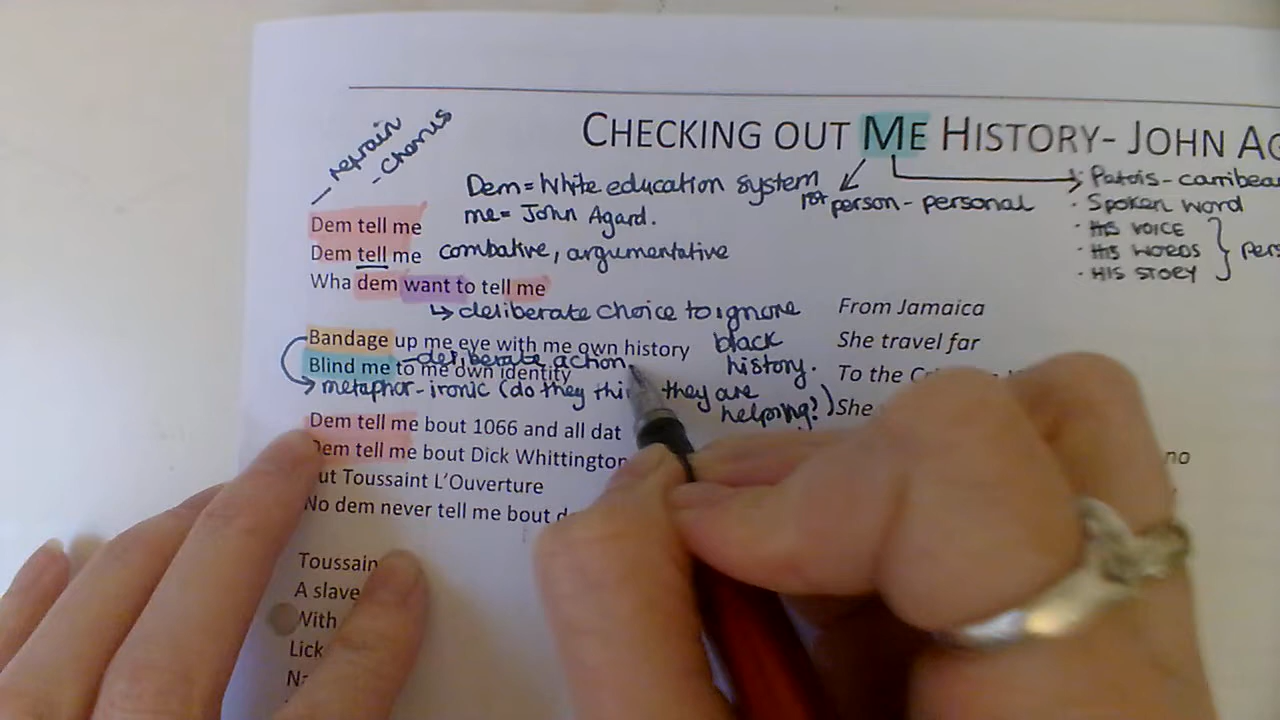 CHECKING OUT ME HISTORY- JOHN AG
refrain
- chorus
Dem = White education system
me = John Agard.
1st person - personal
Patois - carribean
· Spoken word
· HIS VOICE
· HIS WORDS
· HIS STORY
} pers
Dem tell me
Dem tell me combative, argumentative
Wha dem want to tell me
↳ deliberate choice to ignore
black
history.
Bandage up me eye with me own history
- deliberate action.
Blind me to me own identity
metaphor - ironic (do they thi they are
helping?)
Dem tell me bout 1066 and all dat
Dem tell me bout Dick Whittington
ut Toussaint L'Ouverture
No dem never tell me bout d
Toussain
A slave
With
Lick
From Jamaica
She travel far
To the C
She
no